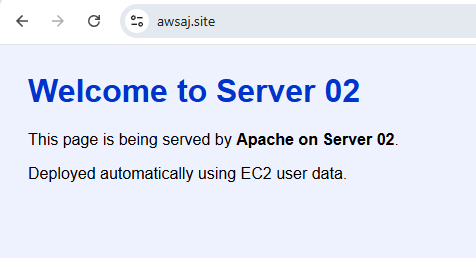 awsaj.site
Welcome to Server 02
This page is being served by Apache on Server 02.
Deployed automatically using EC2 user data.